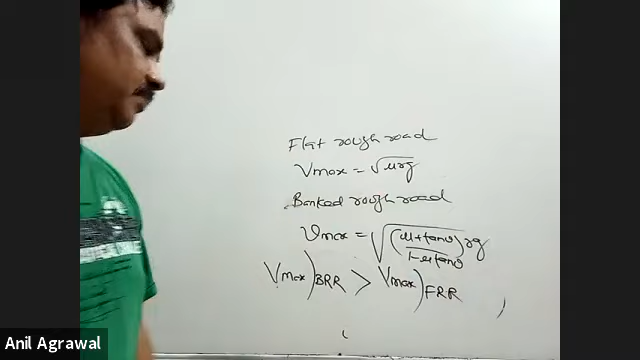 Flat rough road
Vmax = √μrg
Banked rough road
Vmax = √((μ+tanθ)/(1-μtanθ))rg
Vmax)BRR > Vmax)FRR
Anil Agrawal